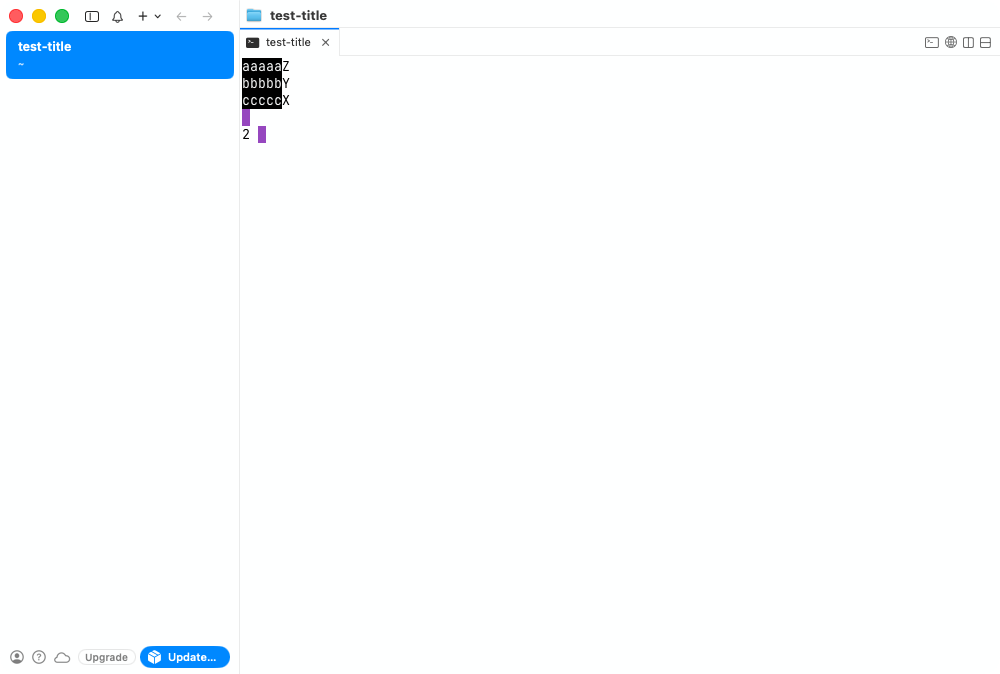 test-title
test-title
~
test-title
aaaaaZ
bbbbbY
cccccX
2
Upgrade
Update...